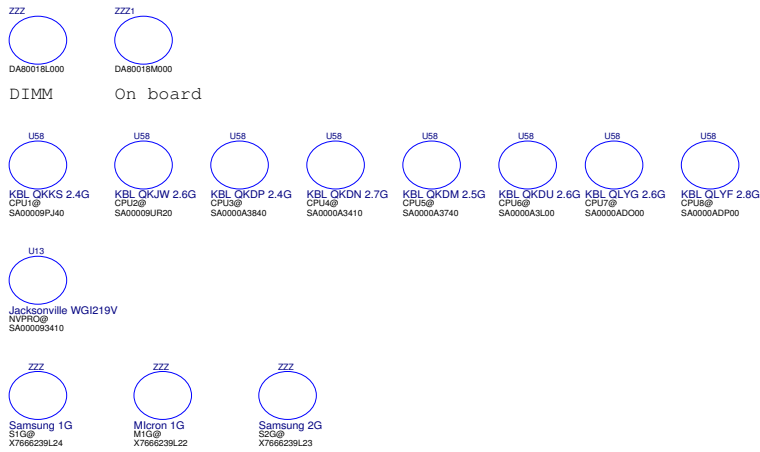 ZZZ ZZZ1
DA80018L000 DA80018M000
DIMM On board
U58 U58 U58 U58 U58 U58 U58 U58
KBL QKKS 2.4G KBL QKJW 2.6G KBL QKDP 2.4G KBL QKDN 2.7G KBL QKDM 2.5G KBL QKDU 2.6G KBL QLYG 2.6G KBL QLYF 2.8G
CPU1@ CPU2@ CPU3@ CPU4@ CPU5@ CPU6@ CPU7@ CPU8@
SA00009PJ40 SA00009UR20 SA0000A3840 SA0000A3410 SA0000A3740 SA0000A3L00 SA0000ADO00 SA0000ADP00
U13
Jacksonville WGI219V
NVPRO@
SA000093410
ZZZ ZZZ ZZZ
Samsung 1G MIcron 1G Samsung 2G
S1G@ M1G@ S2G@
X7666239L24 X7666239L22 X7666239L23